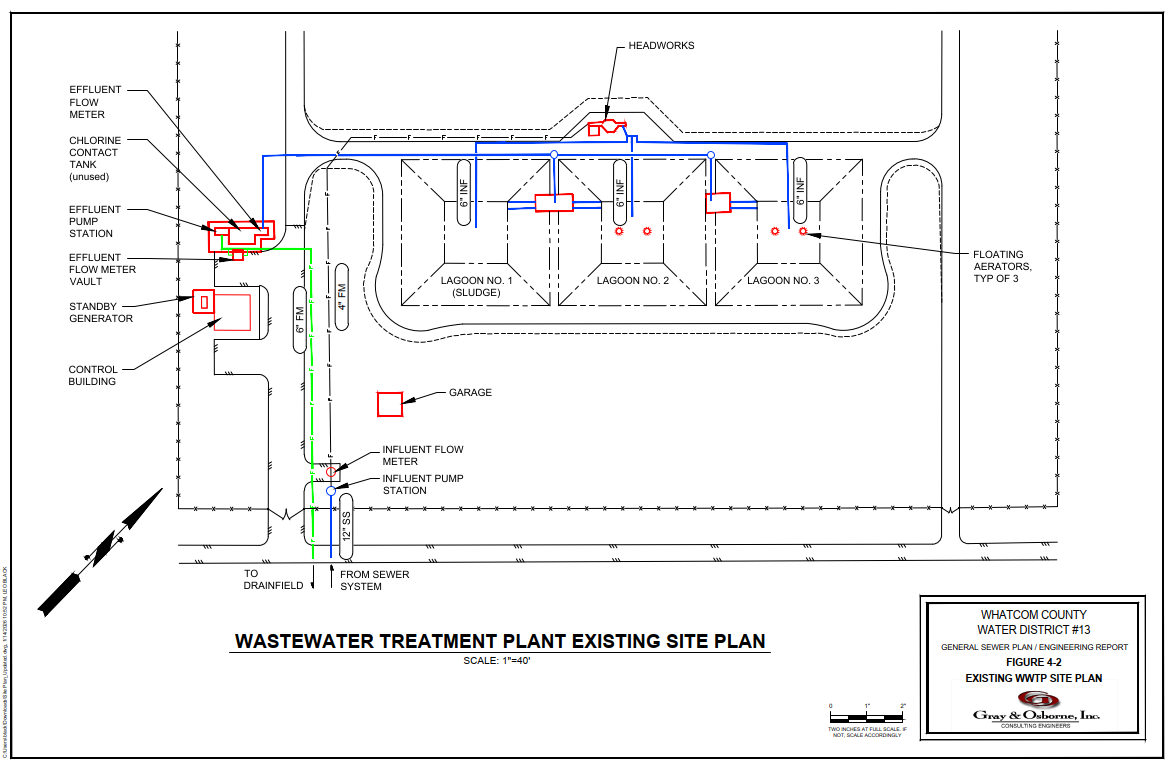 HEADWORKS
EFFLUENT
FLOW
METER
CHLORINE
CONTACT
TANK
(unused)
EFFLUENT
PUMP
STATION
EFFLUENT
FLOW METER
VAULT
STANDBY
GENERATOR
CONTROL
BUILDING
6" INF
6" INF
6" INF
LAGOON NO. 1
(SLUDGE)
LAGOON NO. 2
LAGOON NO. 3
FLOATING
AERATORS,
TYP OF 3
6" FM
4" FM
GARAGE
INFLUENT FLOW
METER
INFLUENT PUMP
STATION
12" SS
TO
DRAINFIELD
FROM SEWER
SYSTEM
WASTEWATER TREATMENT PLANT EXISTING SITE PLAN
SCALE: 1"=40'
0 1" 2"
TWO INCHES AT FULL SCALE. IF
NOT, SCALE ACCORDINGLY
WHATCOM COUNTY
WATER DISTRICT #13
GENERAL SEWER PLAN / ENGINEERING REPORT
FIGURE 4-2
EXISTING WWTP SITE PLAN
Gray & Osborne, Inc.
CONSULTING ENGINEERS